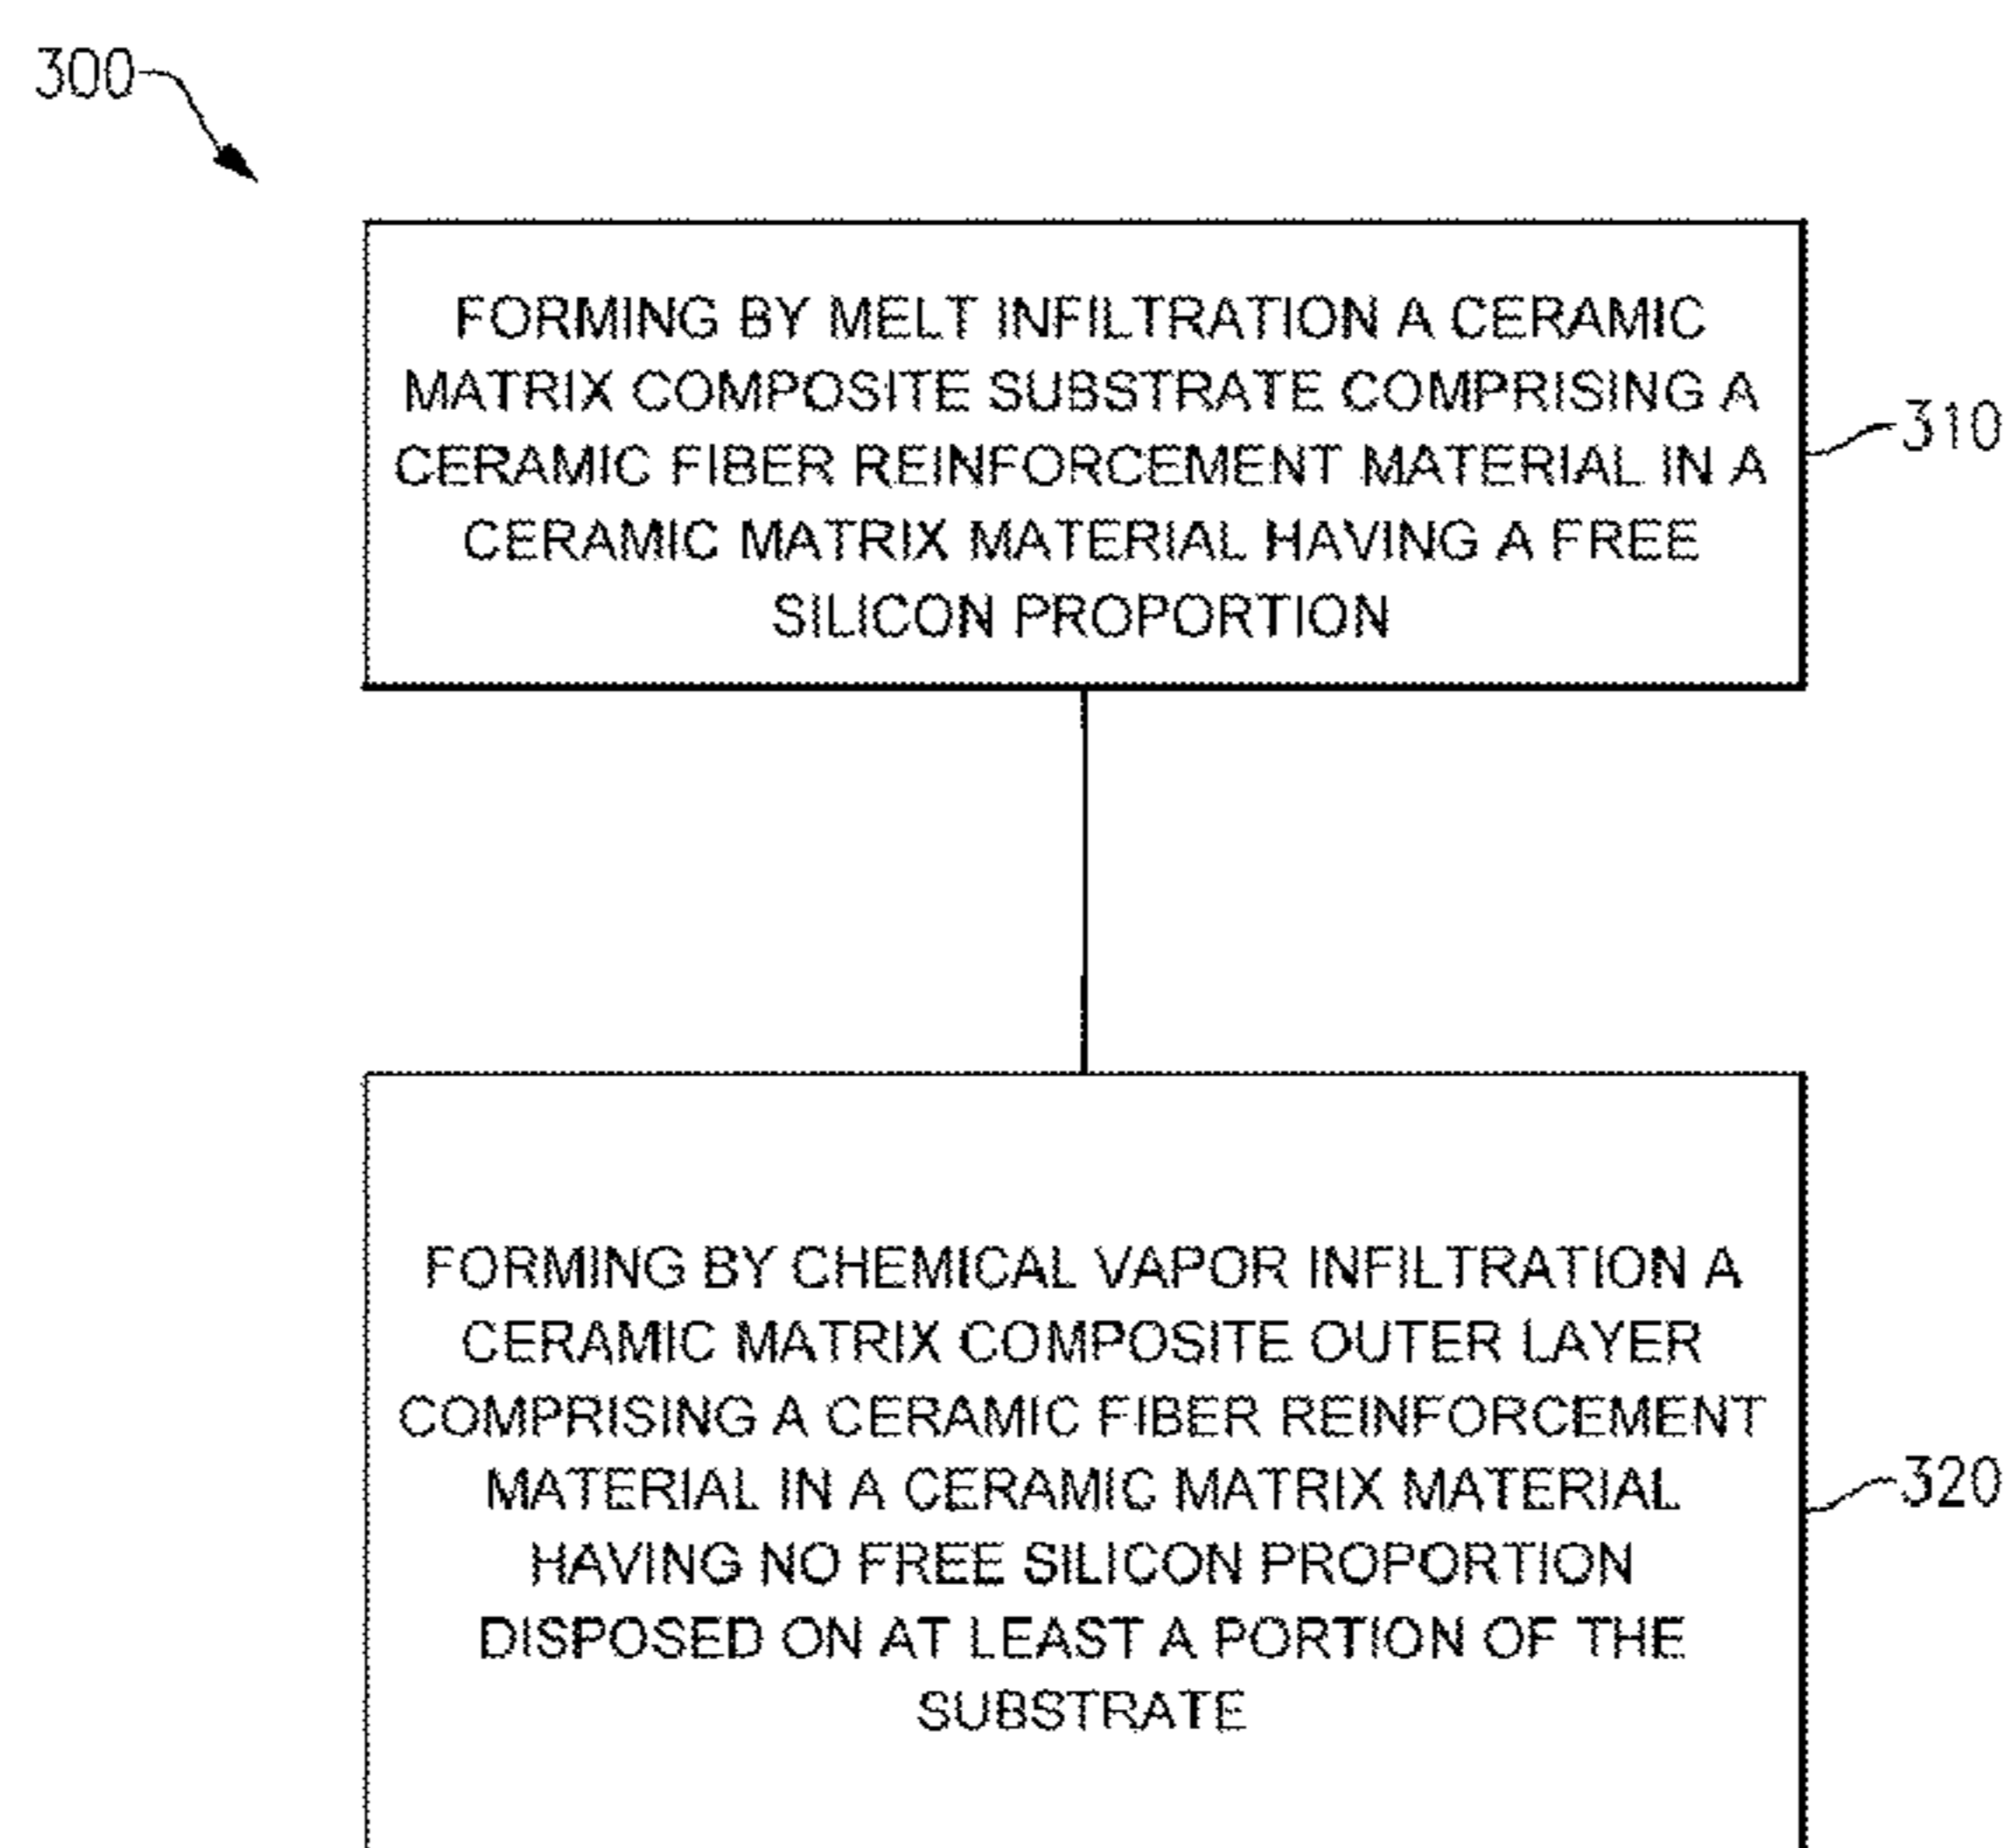 300
FORMING BY MELT INFILTRATION A CERAMIC
MATRIX COMPOSITE SUBSTRATE COMPRISING A
CERAMIC FIBER REINFORCEMENT MATERIAL IN A
CERAMIC MATRIX MATERIAL HAVING A FREE
SILICON PROPORTION
310
FORMING BY CHEMICAL VAPOR INFILTRATION A
CERAMIC MATRIX COMPOSITE OUTER LAYER
COMPRISING A CERAMIC FIBER REINFORCEMENT
MATERIAL IN A CERAMIC MATRIX MATERIAL
HAVING NO FREE SILICON PROPORTION
DISPOSED ON AT LEAST A PORTION OF THE
SUBSTRATE
320